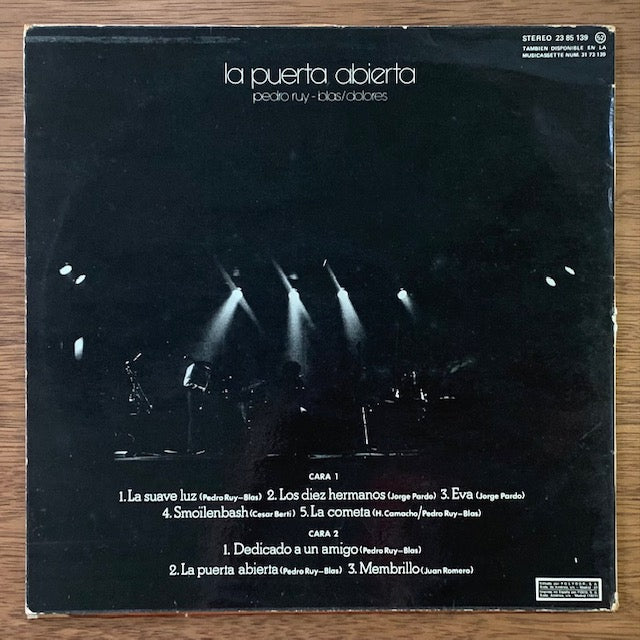 STEREO 23 85 139 52
TAMBIEN DISPONIBLE EN LA
MUSICASSETTE NUM. 31 73 139
la puerta abierta
pedro ruy-blas/dolores
CARA 1
1. La suave luz (Pedro Ruy-Blas) 2. Los diez hermanos (Jorge Pardo) 3. Eva (Jorge Pardo)
4. Smoïlenbash (Cesar Berti) 5. La cometa (H. Camacho/Pedro Ruy-Blas)
CARA 2
1. Dedicado a un amigo (Pedro Ruy-Blas)
2. La puerta abierta (Pedro Ruy-Blas) 3. Membrillo (Juan Romero)